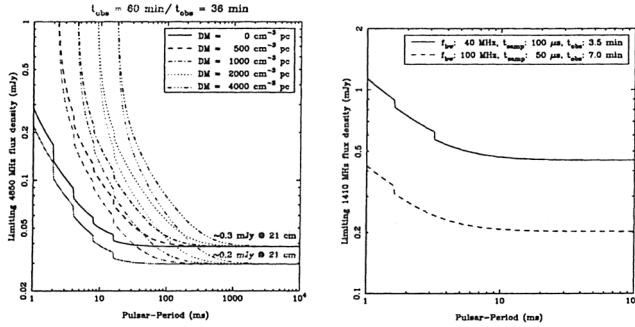 t_obs = 60 min/t_obs = 36 min
Limiting 4850 MHz flux density (mJy)
1
0.5
0.2
0.1
0.05
0.02
DM = 0 cm⁻³ pc
DM = 500 cm⁻³ pc
DM = 1000 cm⁻³ pc
DM = 2000 cm⁻³ pc
DM = 4000 cm⁻³ pc
~0.3 mJy @ 21 cm
~0.2 mJy @ 21 cm
1 10 100 1000 10⁴
Pulsar-Period (ms)
Limiting 1410 MHz flux density (mJy)
2
1
0.5
0.2
0.1
f_bw: 40 MHz, t_samp: 100 μs, t_obs: 3.5 min
f_bw: 100 MHz, t_samp: 50 μs, t_obs: 7.0 min
1 10 100
Pulsar-Period (ms)